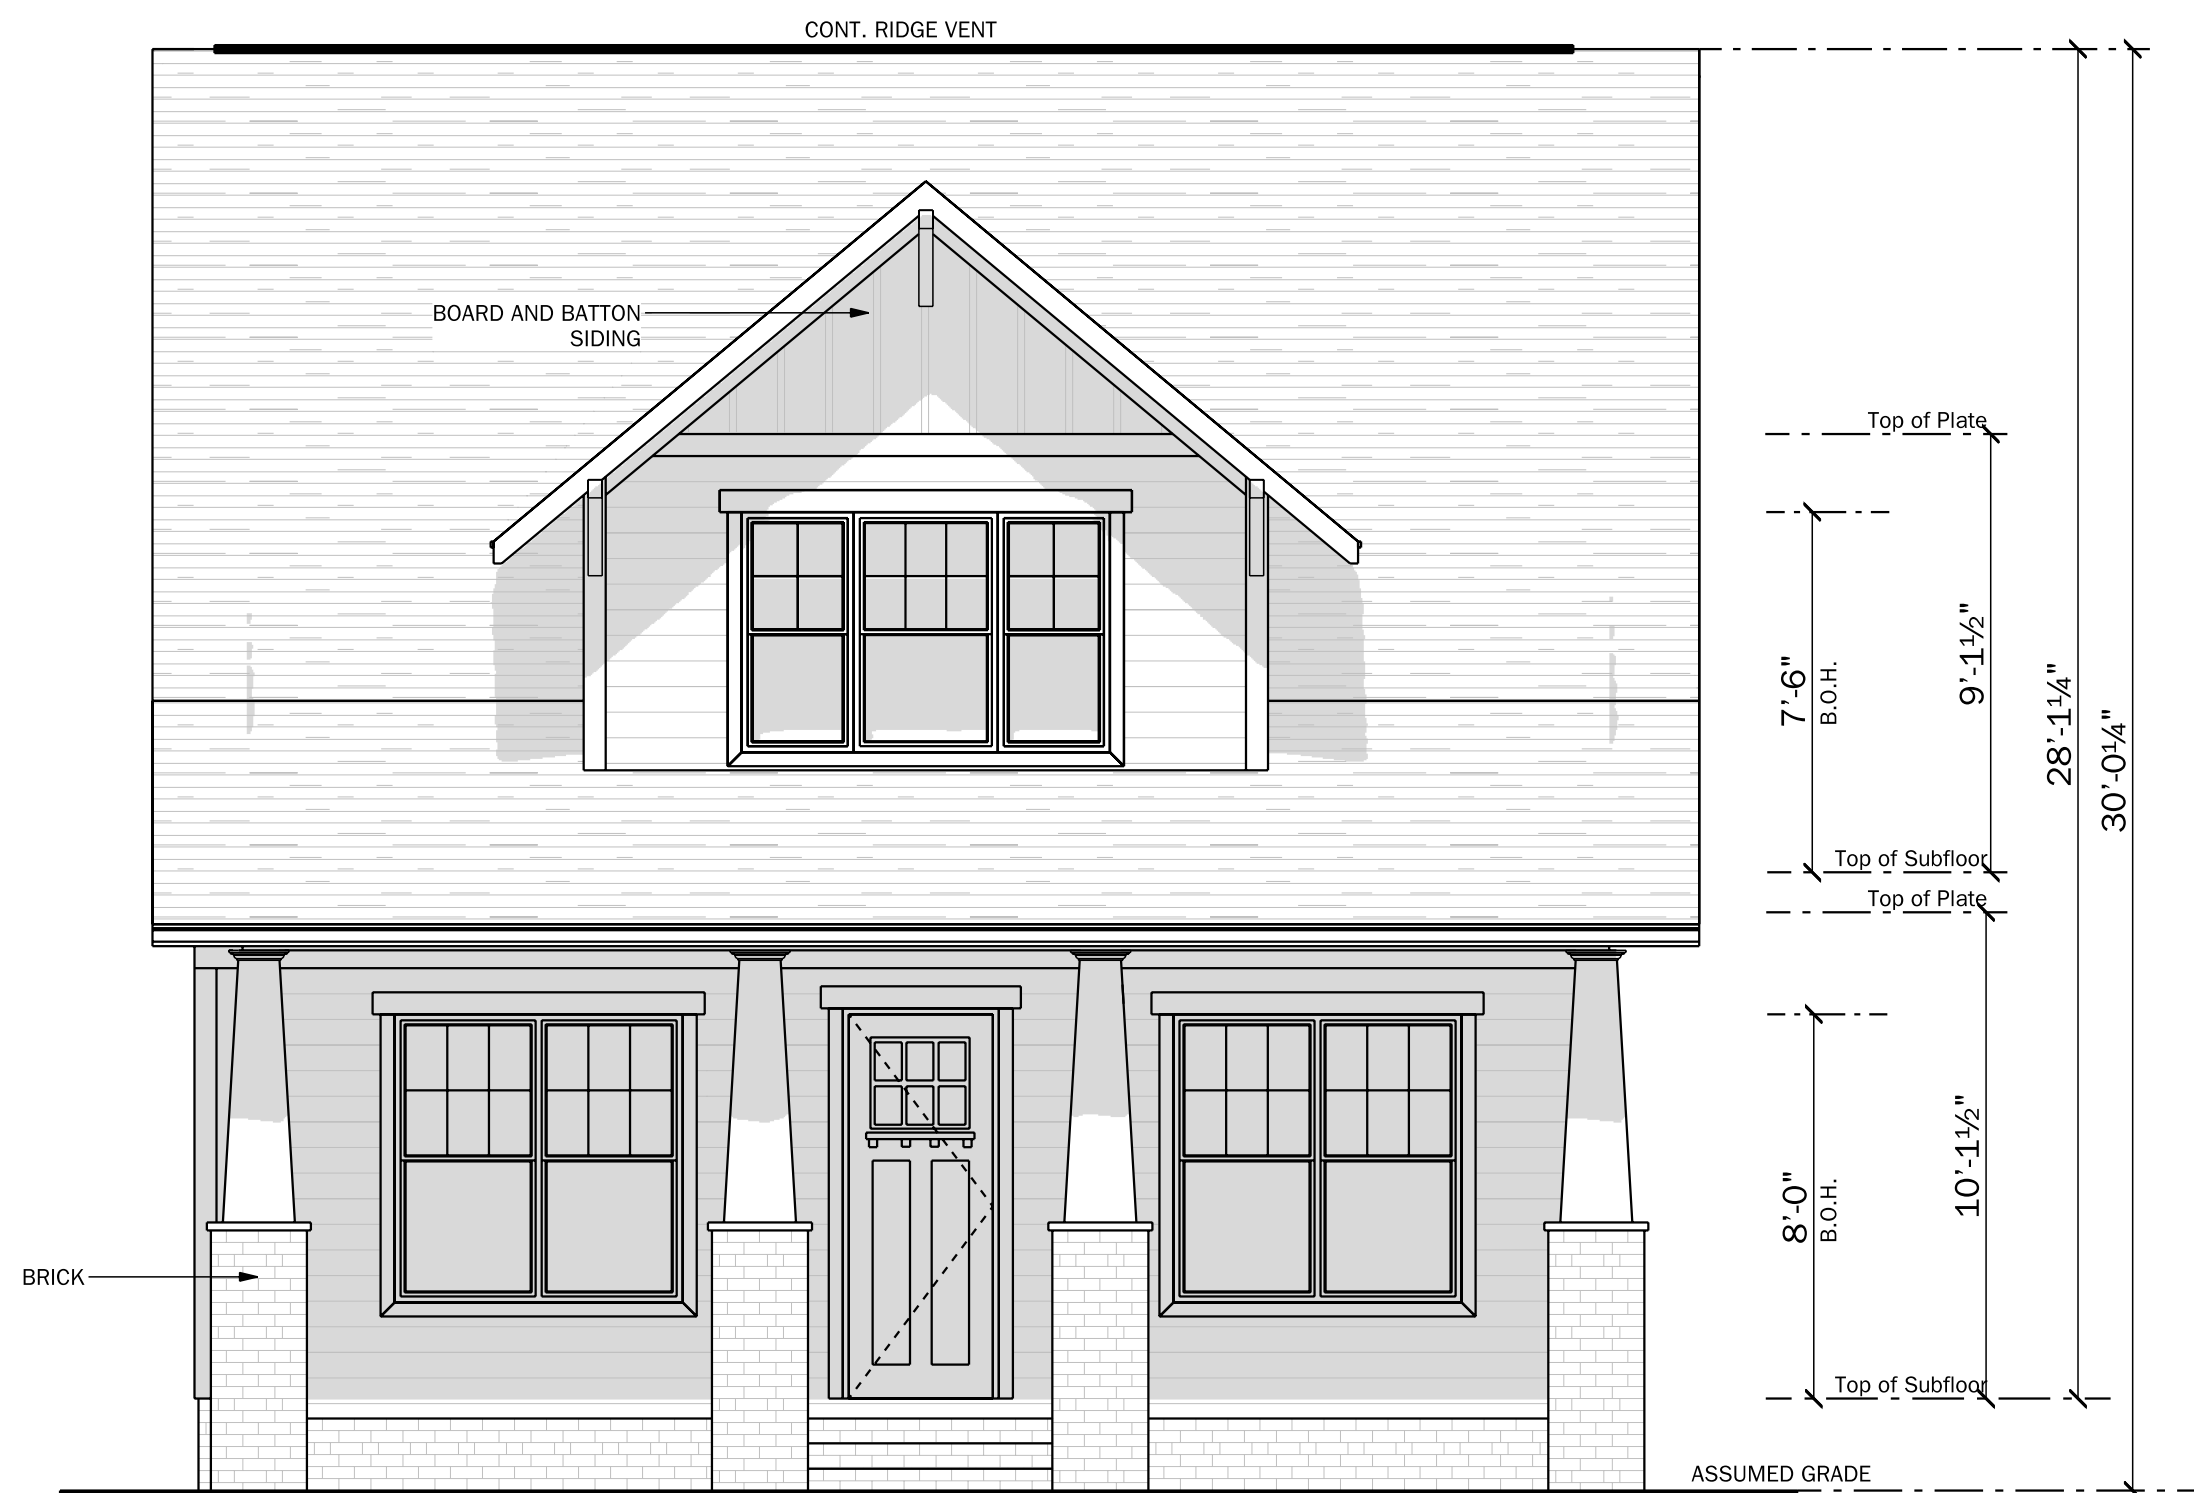 CONT. RIDGE VENT
BOARD AND BATTON
SIDING
Top of Plate
7'-6"
B.O.H.
9'-1½"
28'-1¼"
30'-0¼"
Top of Subfloor
Top of Plate
8'-0"
B.O.H.
10'-1½"
BRICK
Top of Subfloor
ASSUMED GRADE